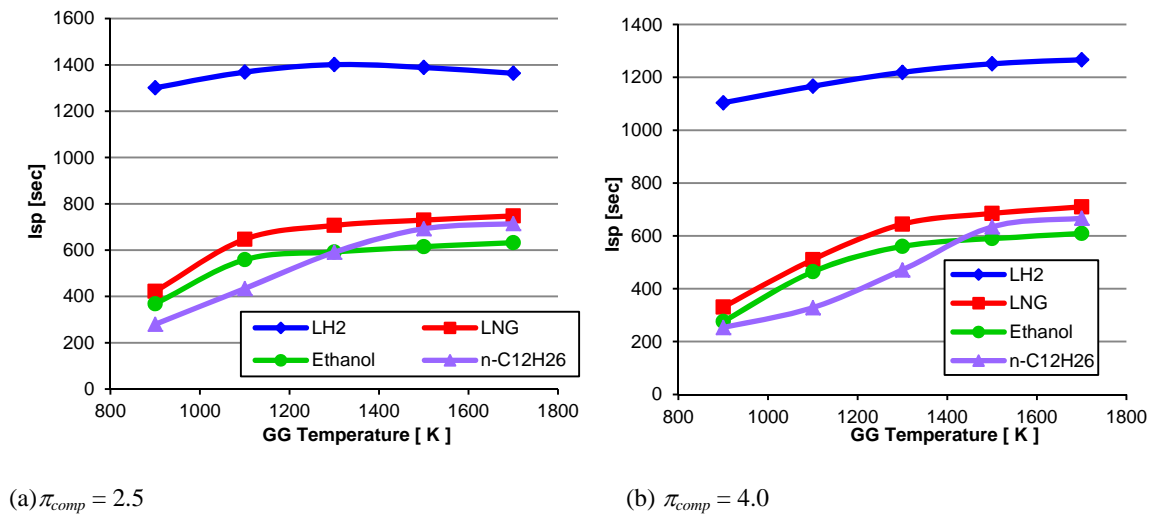 1600
1400
1200
1000
800
600
400
200
0
Isp [sec]
800 1000 1200 1400 1600 1800
GG Temperature [ K ]
LH2 LNG
Ethanol n-C12H26
(a) πcomp = 2.5
1400
1200
1000
800
600
400
200
0
Isp [sec]
800 1000 1200 1400 1600 1800
GG Temperature [ K ]
LH2
LNG
Ethanol
n-C12H26
(b) πcomp = 4.0